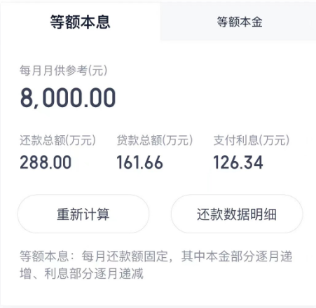 等额本息 等额本金
每月月供参考(元)
8,000.00
还款总额(万元) 贷款总额(万元) 支付利息(万元)
288.00 161.66 126.34
重新计算 还款数据明细
等额本息：每月还款额固定，其中本金部分逐月递
增、利息部分逐月递减